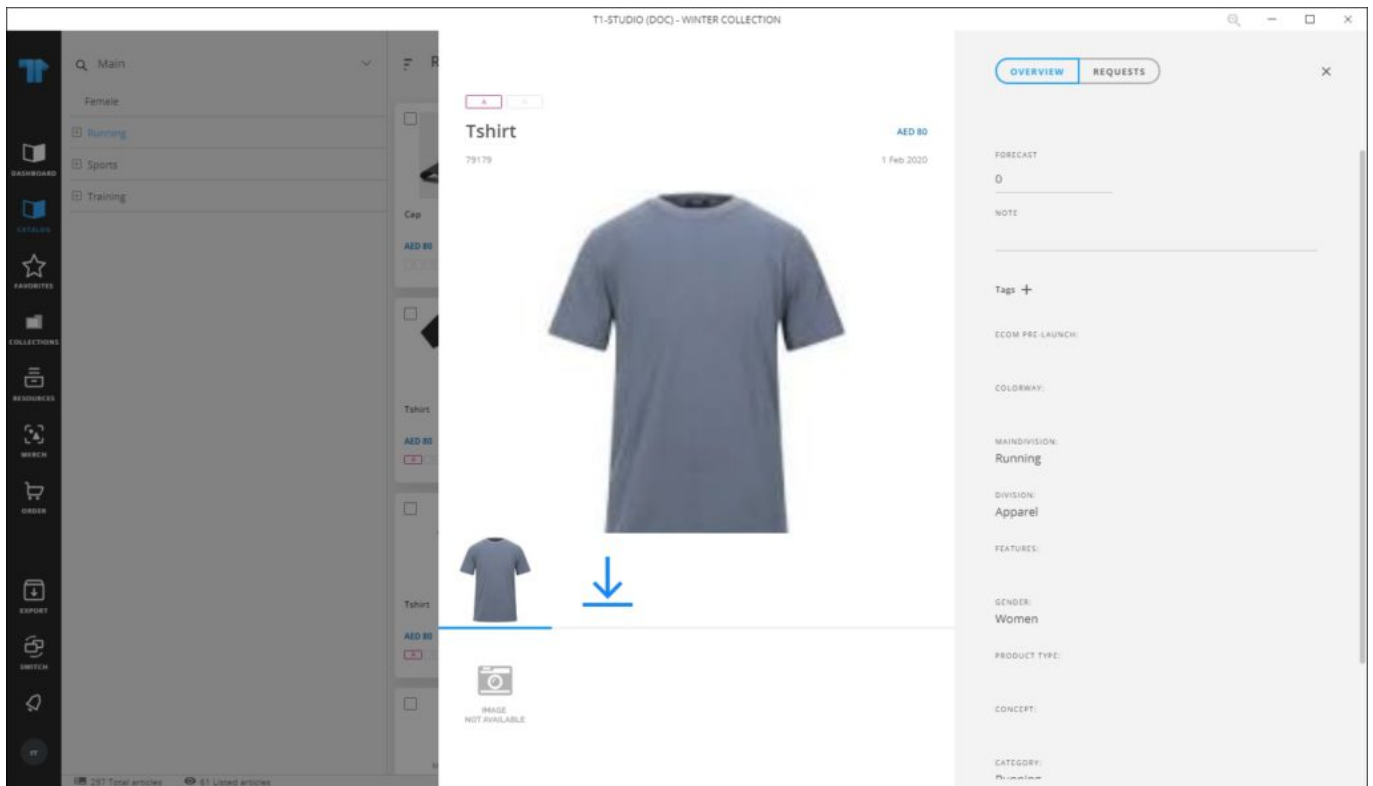 T1-STUDIO (DOC) - WINTER COLLECTION
Main
Female
Running
Sports
Training
DASHBOARD
CATALOG
FAVORITES
COLLECTIONS
RESOURCES
MERCH
ORDER
EXPORT
SWITCH
IT
297 Total articles
61 Listed articles
R
Cap
AED 80
Tshirt
AED 80
A
Tshirt
AED 80
A
A
Tshirt
AED 80
79179
1 Feb 2020
IMAGE
NOT AVAILABLE
OVERVIEW
REQUESTS
FORECAST
0
NOTE
Tags +
ECOM PRE-LAUNCH:
COLORWAY:
MAINDIVISION:
Running
DIVISION:
Apparel
FEATURES:
GENDER:
Women
PRODUCT TYPE:
CONCEPT:
CATEGORY:
Running